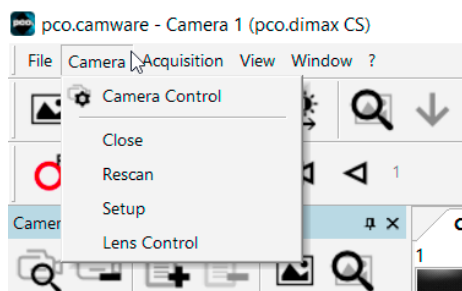 pco.camware - Camera 1 (pco.dimax CS)
File Camera Acquisition View Window ?
Camera Control
Close
Rescan
Setup
Lens Control
1
Camer
1